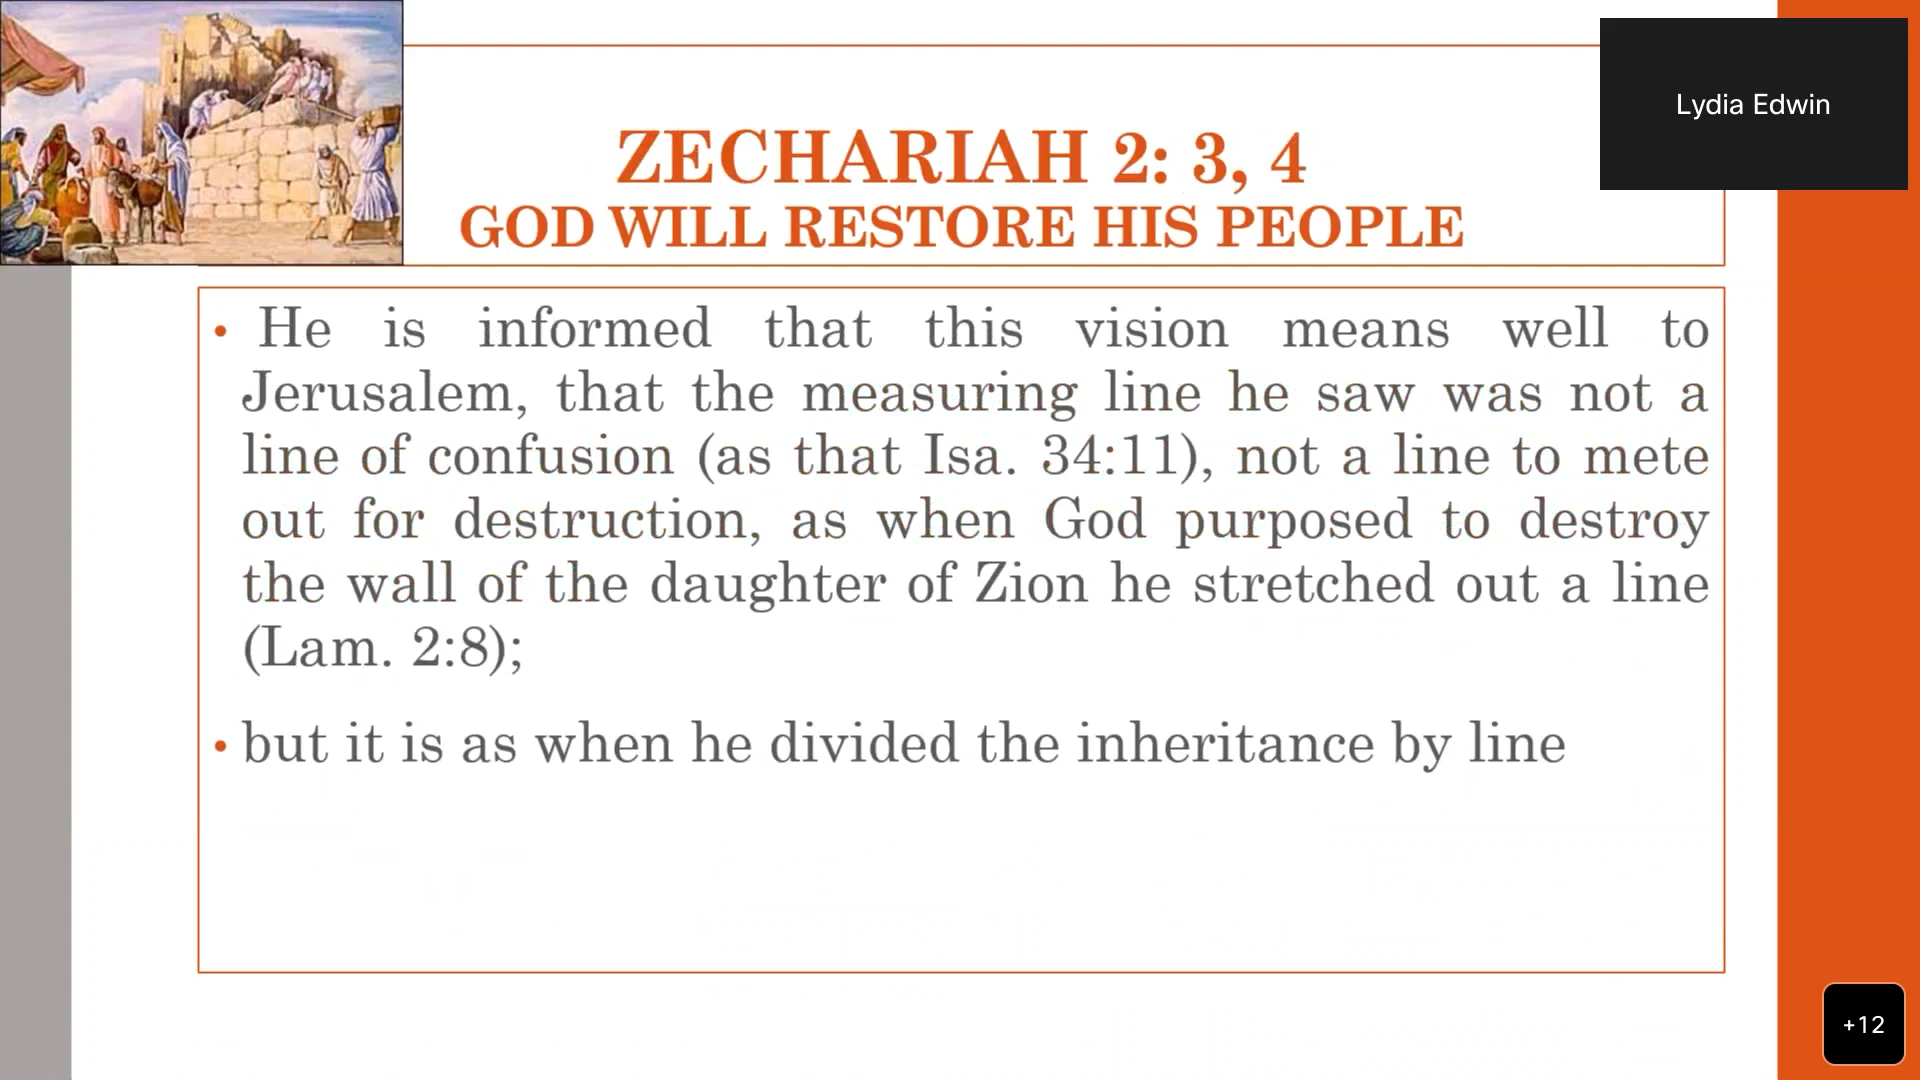 ZECHARIAH 2: 3, 4
GOD WILL RESTORE HIS PEOPLE
Lydia Edwin
• He is informed that this vision means well to
Jerusalem, that the measuring line he saw was not a
line of confusion (as that Isa. 34:11), not a line to mete
out for destruction, as when God purposed to destroy
the wall of the daughter of Zion he stretched out a line
(Lam. 2:8);
• but it is as when he divided the inheritance by line
+12